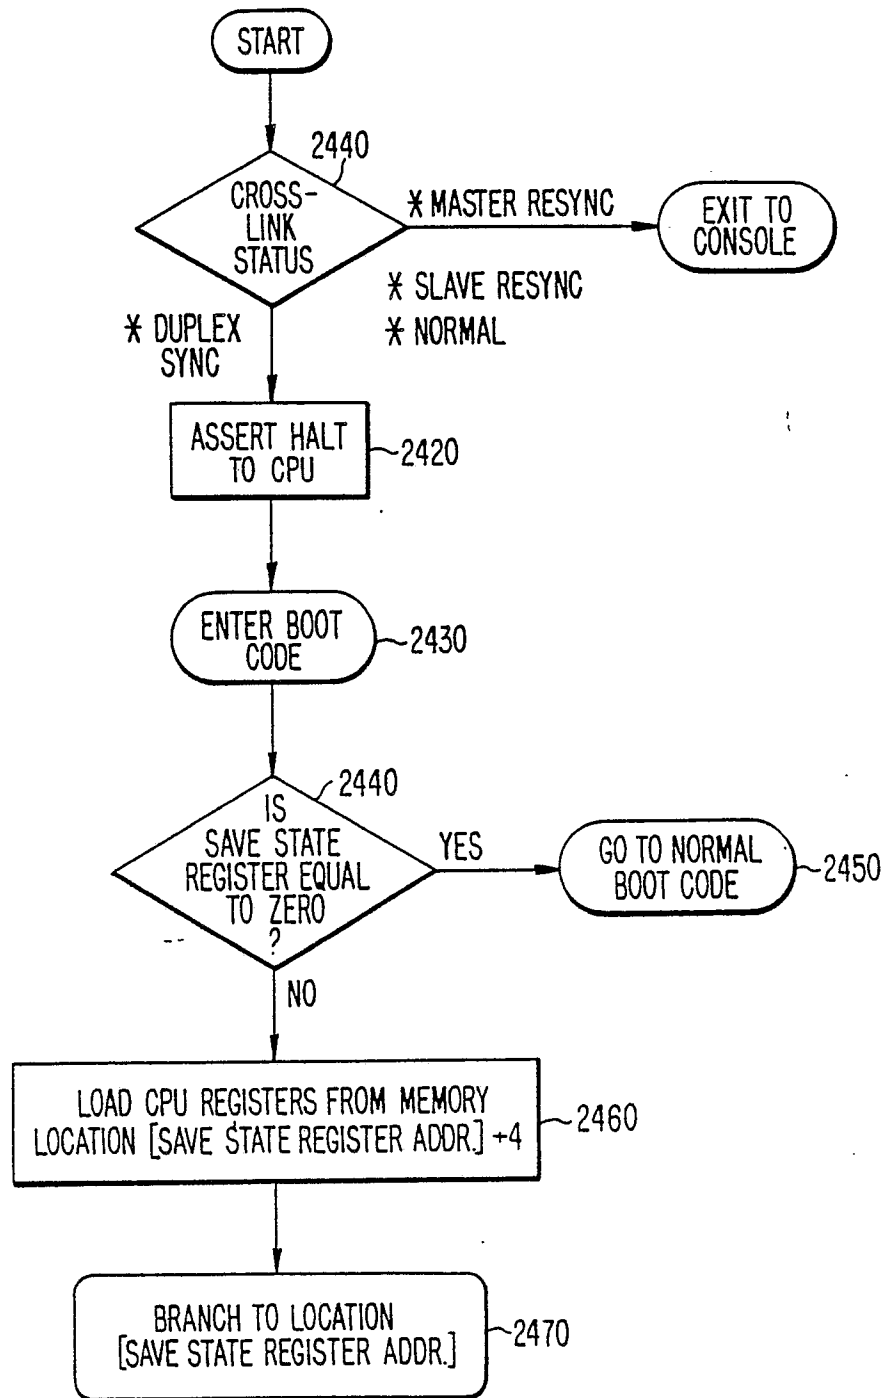 START
2440
CROSS-
LINK
STATUS
* MASTER RESYNC
EXIT TO
CONSOLE
* SLAVE RESYNC
* NORMAL
* DUPLEX
SYNC
ASSERT HALT
TO CPU
2420
ENTER BOOT
CODE
2430
2440
IS
SAVE STATE
REGISTER EQUAL
TO ZERO
?
YES
GO TO NORMAL
BOOT CODE
2450
NO
LOAD CPU REGISTERS FROM MEMORY
LOCATION [SAVE STATE REGISTER ADDR.] +4
2460
BRANCH TO LOCATION
[SAVE STATE REGISTER ADDR.]
2470